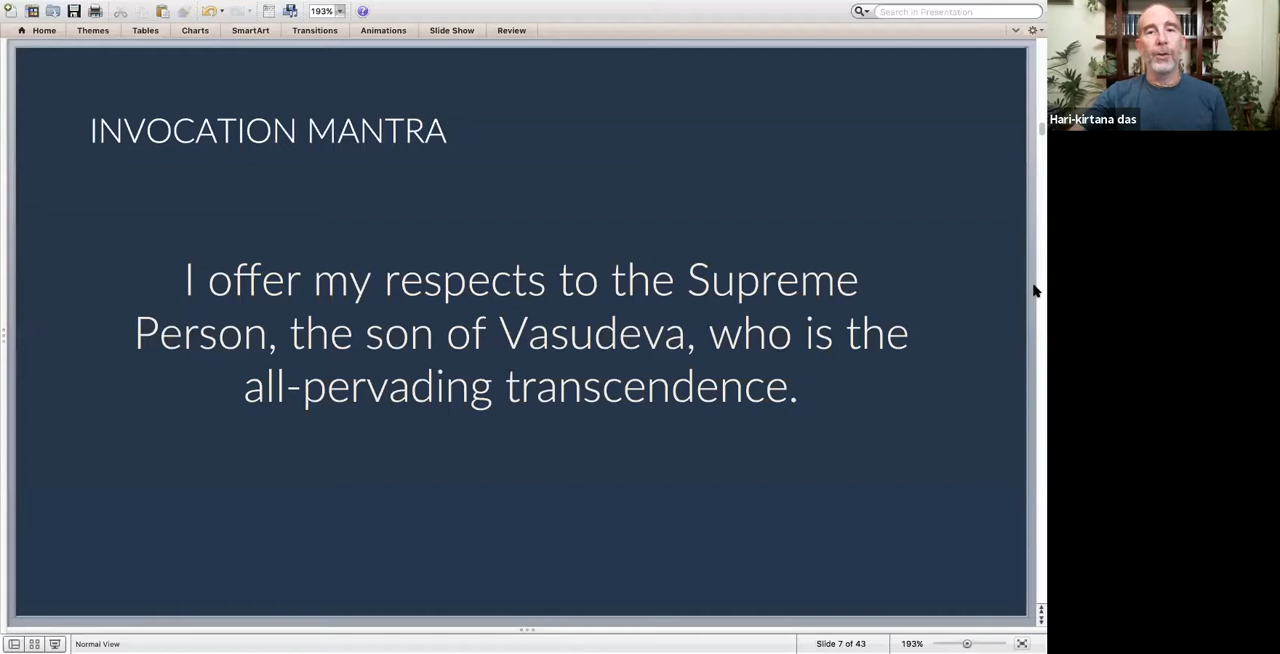 193%
Search in Presentation
Home Themes Tables Charts SmartArt Transitions Animations Slide Show Review
Hari-kirtana das
INVOCATION MANTRA
I offer my respects to the Supreme
Person, the son of Vasudeva, who is the
all-pervading transcendence.
Normal View
Slide 7 of 43
193%